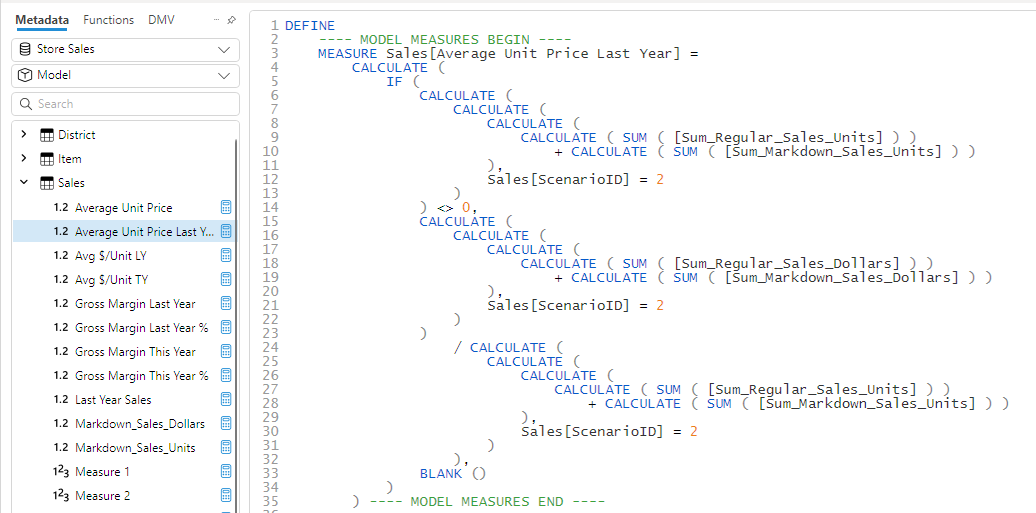 Metadata Functions DMV
Store Sales
Model
Search
District
Item
Sales
1.2 Average Unit Price
1.2 Average Unit Price Last Y...
1.2 Avg $/Unit LY
1.2 Avg $/Unit TY
1.2 Gross Margin Last Year
1.2 Gross Margin Last Year %
1.2 Gross Margin This Year
1.2 Gross Margin This Year %
1.2 Last Year Sales
1.2 Markdown_Sales_Dollars
1.2 Markdown_Sales_Units
123 Measure 1
123 Measure 2
1 DEFINE
2     ---- MODEL MEASURES BEGIN ----
3     MEASURE Sales[Average Unit Price Last Year] =
4         CALCULATE (
5             IF (
6                 CALCULATE (
7                     CALCULATE (
8                         CALCULATE (
9                             CALCULATE ( SUM ( [Sum_Regular_Sales_Units] ) )
10                                 + CALCULATE ( SUM ( [Sum_Markdown_Sales_Units] ) )
11                         ),
12                         Sales[ScenarioID] = 2
13                     )
14                 ) <> 0,
15                 CALCULATE (
16                     CALCULATE (
17                         CALCULATE (
18                             CALCULATE ( SUM ( [Sum_Regular_Sales_Dollars] ) )
19                                 + CALCULATE ( SUM ( [Sum_Markdown_Sales_Dollars] ) )
20                         ),
21                         Sales[ScenarioID] = 2
22                     )
23                 )
24                     / CALCULATE (
25                         CALCULATE (
26                             CALCULATE (
27                                 CALCULATE ( SUM ( [Sum_Regular_Sales_Units] ) )
28                                     + CALCULATE ( SUM ( [Sum_Markdown_Sales_Units] ) )
29                             ),
30                             Sales[ScenarioID] = 2
31                         )
32                     ),
33                 BLANK ()
34             )
35         ) ---- MODEL MEASURES END ----